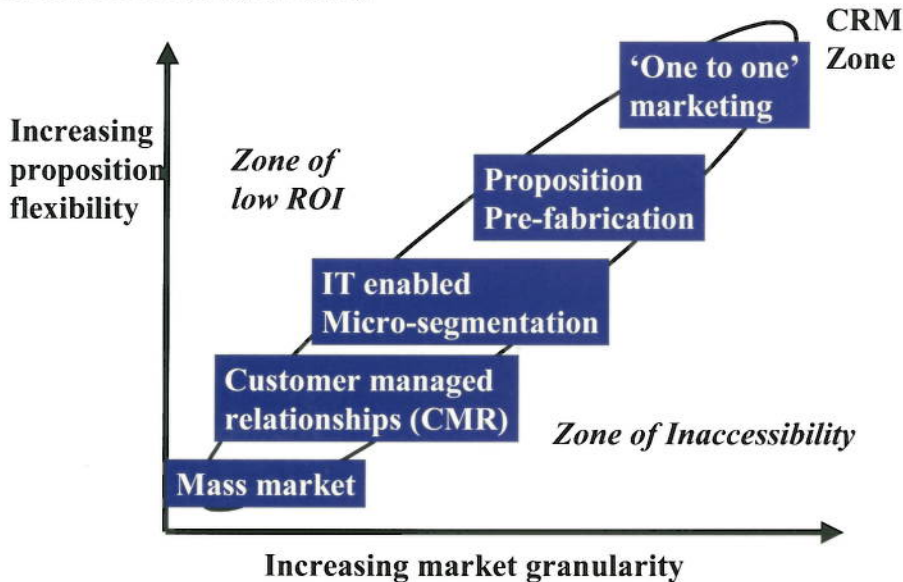 CRM
Zone
'One to one'
marketing
Increasing
proposition
flexibility
Zone of
low ROI
Proposition
Pre-fabrication
IT enabled
Micro-segmentation
Customer managed
relationships (CMR)
Zone of Inaccessibility
Mass market
Increasing market granularity